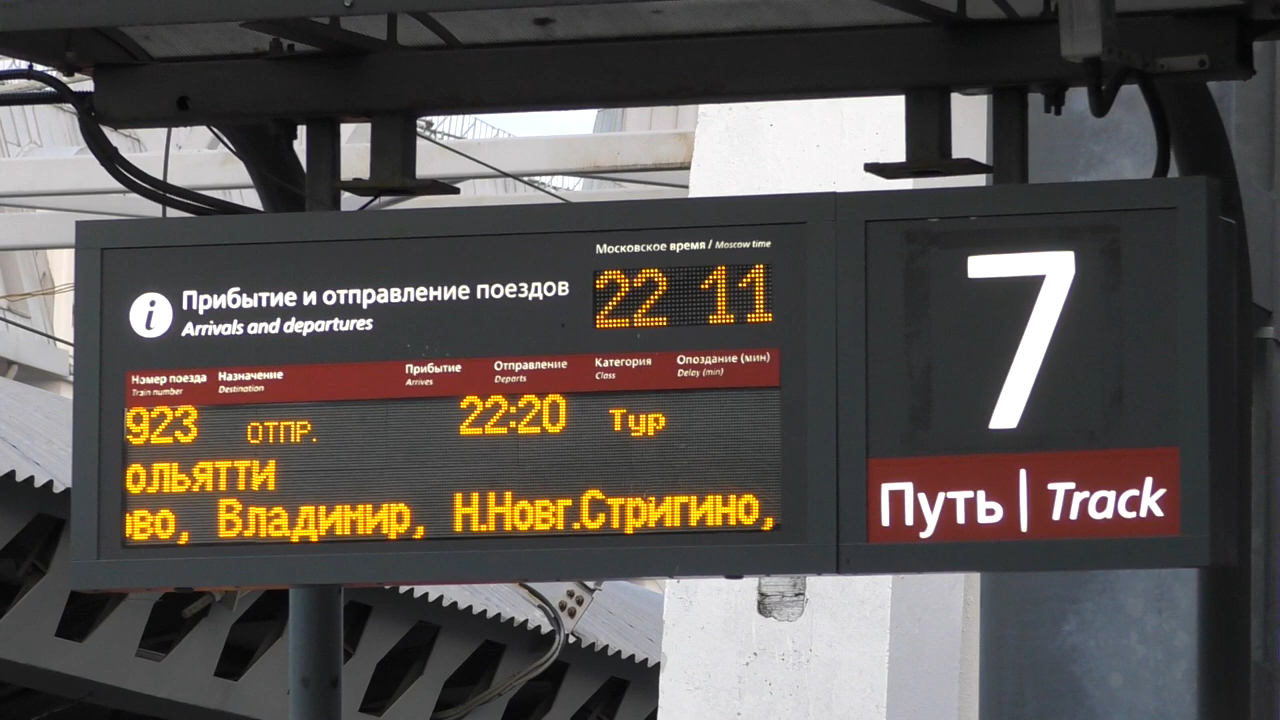 Московское время / Moscow time
22 11
i Прибытие и отправление поездов
Arrivals and departures
Номер поезда Назначение Прибытие Отправление Категория Опоздание (мин)
Train number Destination Arrives Departs Class Delay (min)
923 ОТПР. 22:20 Тур
ольятти
ово, Владимир, Н.Новг.Стригино,
7
Путь | Track